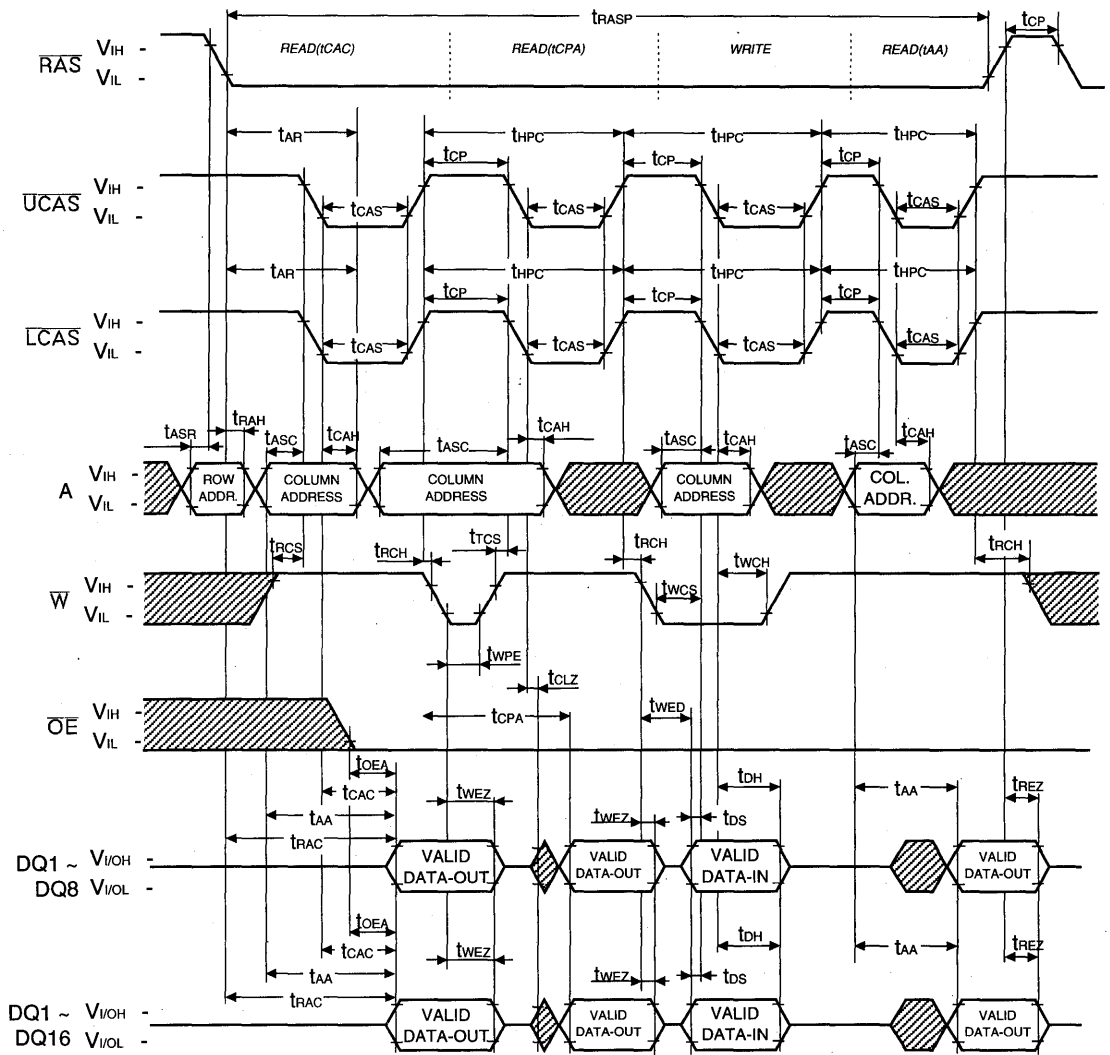 tRASP
tCP
RAS VIH -
VIL -
READ(tCAC) READ(tCPA) WRITE READ(tAA)
tAR tHPC tHPC tHPC
tCP tCP tCP
UCAS VIH -
VIL -
tCAS tCAS tCAS tCAS
tAR tHPC tHPC tHPC
tCP tCP tCP
LCAS VIH -
VIL -
tCAS tCAS tCAS tCAS
tASR tRAH tASC tCAH tASC tCAH tASC tCAH tASC tCAH
A VIH -
VIL -
ROW ADDR.
COLUMN ADDRESS
COLUMN ADDRESS
COLUMN ADDRESS
COL. ADDR.
tRCS tRCH tTCS tRCH tWCH tRCH
W VIH -
VIL -
tWCS
tWPE
tCLZ
OE VIH -
VIL -
tCPA tWED
tOEA
tCAC tWEZ tDH tREZ
tAA tWEZ tDS tAA
tRAC
DQ1 ~ VI/OH -
DQ8 VI/OL -
VALID DATA-OUT
VALID DATA-OUT
VALID DATA-IN
VALID DATA-OUT
tOEA
tCAC tWEZ tDH tREZ
tAA tWEZ tDS tAA
tRAC
DQ1 ~ VI/OH -
DQ16 VI/OL -
VALID DATA-OUT
VALID DATA-OUT
VALID DATA-IN
VALID DATA-OUT